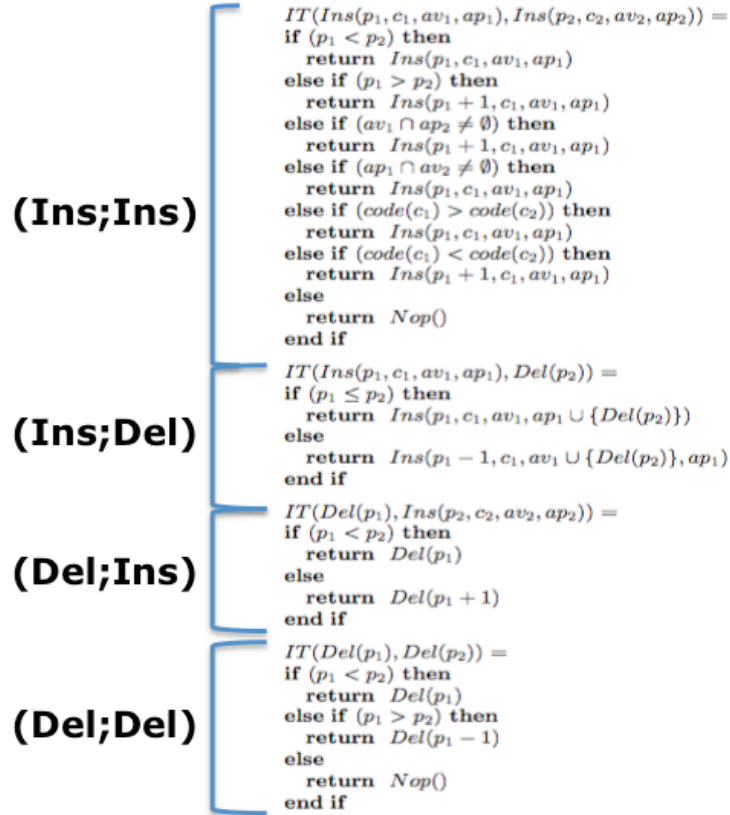 (Ins;Ins)
IT(Ins(p₁, c₁, av₁, ap₁), Ins(p₂, c₂, av₂, ap₂)) =
if (p₁ < p₂) then
return Ins(p₁, c₁, av₁, ap₁)
else if (p₁ > p₂) then
return Ins(p₁ + 1, c₁, av₁, ap₁)
else if (av₁ ∩ ap₂ ≠ ∅) then
return Ins(p₁ + 1, c₁, av₁, ap₁)
else if (ap₁ ∩ av₂ ≠ ∅) then
return Ins(p₁, c₁, av₁, ap₁)
else if (code(c₁) > code(c₂)) then
return Ins(p₁, c₁, av₁, ap₁)
else if (code(c₁) < code(c₂)) then
return Ins(p₁ + 1, c₁, av₁, ap₁)
else
return Nop()
end if
(Ins;Del)
IT(Ins(p₁, c₁, av₁, ap₁), Del(p₂)) =
if (p₁ ≤ p₂) then
return Ins(p₁, c₁, av₁, ap₁ ∪ {Del(p₂)})
else
return Ins(p₁ − 1, c₁, av₁ ∪ {Del(p₂)}, ap₁)
end if
(Del;Ins)
IT(Del(p₁), Ins(p₂, c₂, av₂, ap₂)) =
if (p₁ < p₂) then
return Del(p₁)
else
return Del(p₁ + 1)
end if
(Del;Del)
IT(Del(p₁), Del(p₂)) =
if (p₁ < p₂) then
return Del(p₁)
else if (p₁ > p₂) then
return Del(p₁ − 1)
else
return Nop()
end if